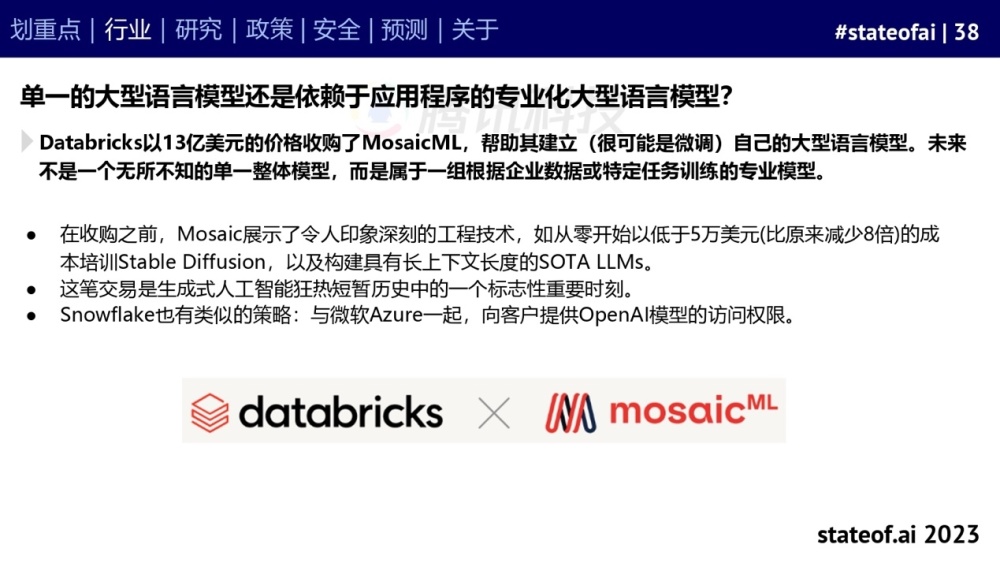 划重点 | 行业 | 研究 | 政策 | 安全 | 预测 | 关于
#stateofai | 38
单一的大型语言模型还是依赖于应用程序的专业化大型语言模型？
腾讯科技
Databricks以13亿美元的价格收购了MosaicML，帮助其建立（很可能是微调）自己的大型语言模型。未来
不是一个无所不知的单一整体模型，而是属于一组根据企业数据或特定任务训练的专业模型。
● 在收购之前，Mosaic展示了令人印象深刻的工程技术，如从零开始以低于5万美元(比原来减少8倍)的成
本培训Stable Diffusion，以及构建具有长上下文长度的SOTA LLMs。
● 这笔交易是生成式人工智能狂热短暂历史中的一个标志性重要时刻。
● Snowflake也有类似的策略：与微软Azure一起，向客户提供OpenAI模型的访问权限。
databricks × mosaicML
stateof.ai 2023